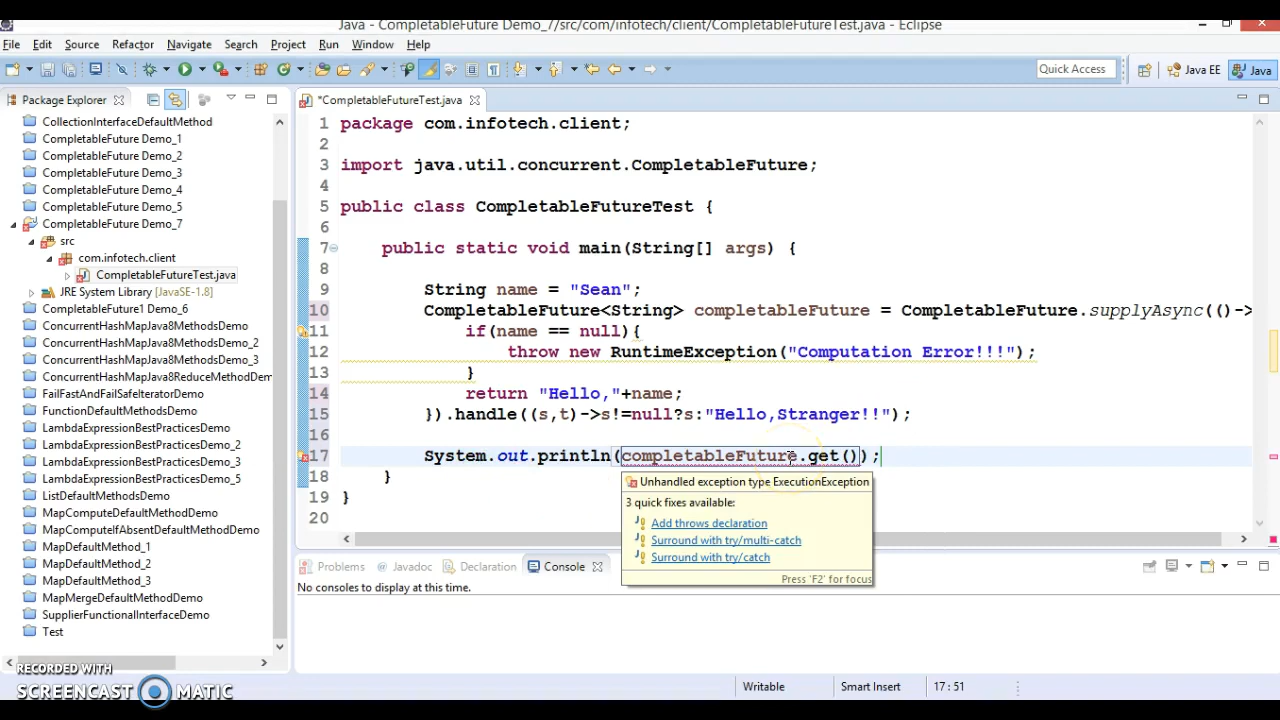 Java - CompletableFuture Demo_7//src/com/infotech/client/CompletableFutureTest.java - Eclipse
File Edit Source Refactor Navigate Search Project Run Window Help
Quick Access Java EE Java
Package Explorer
*CompletableFutureTest.java
CollectionInterfaceDefaultMethod
CompletableFuture Demo_1
CompletableFuture Demo_2
CompletableFuture Demo_3
CompletableFuture Demo_4
CompletableFuture Demo_5
CompletableFuture Demo_7
src
com.infotech.client
CompletableFutureTest.java
JRE System Library [JavaSE-1.8]
CompletableFuture1 Demo_6
ConcurrentHashMapJava8MethodsDemo
ConcurrentHashMapJava8MethodsDemo_2
ConcurrentHashMapJava8MethodsDemo_3
ConcurrentHashMapJava8ReduceMethodDem
FailFastAndFailSafeIteratorDemo
FunctionDefaultMethodsDemo
LambdaExpressionBestPracticesDemo
LambdaExpressionBestPracticesDemo_2
LambdaExpressionBestPracticesDemo_4
LambdaExpressionBestPracticesDemo_5
ListDefaultMethodsDemo
MapComputeDefaultMethodDemo
MapComputeIfAbsentDefaultMethodDemo
MapDefaultMethod_1
MapDefaultMethod_2
MapDefaultMethod_3
MapMergeDefaultMethodDemo
SupplierFunctionalInterfaceDemo
Test
1 package com.infotech.client;
2
3 import java.util.concurrent.CompletableFuture;
4
5 public class CompletableFutureTest {
6
7 public static void main(String[] args) {
8
9 String name = "Sean";
10 CompletableFuture<String> completableFuture = CompletableFuture.supplyAsync(()->
11 if(name == null){
12 throw new RuntimeException("Computation Error!!!");
13 }
14 return "Hello,"+name;
15 }).handle((s,t)->s!=null?s:"Hello,Stranger!!");
16
17 System.out.println(completableFuture.get());
18 }
19 }
20
Unhandled exception type ExecutionException
3 quick fixes available:
Add throws declaration
Surround with try/multi-catch
Surround with try/catch
Press 'F2' for focus
Problems Javadoc Declaration Console
No consoles to display at this time.
Writable Smart Insert 17 : 51
RECORDED WITH
SCREENCAST MATIC